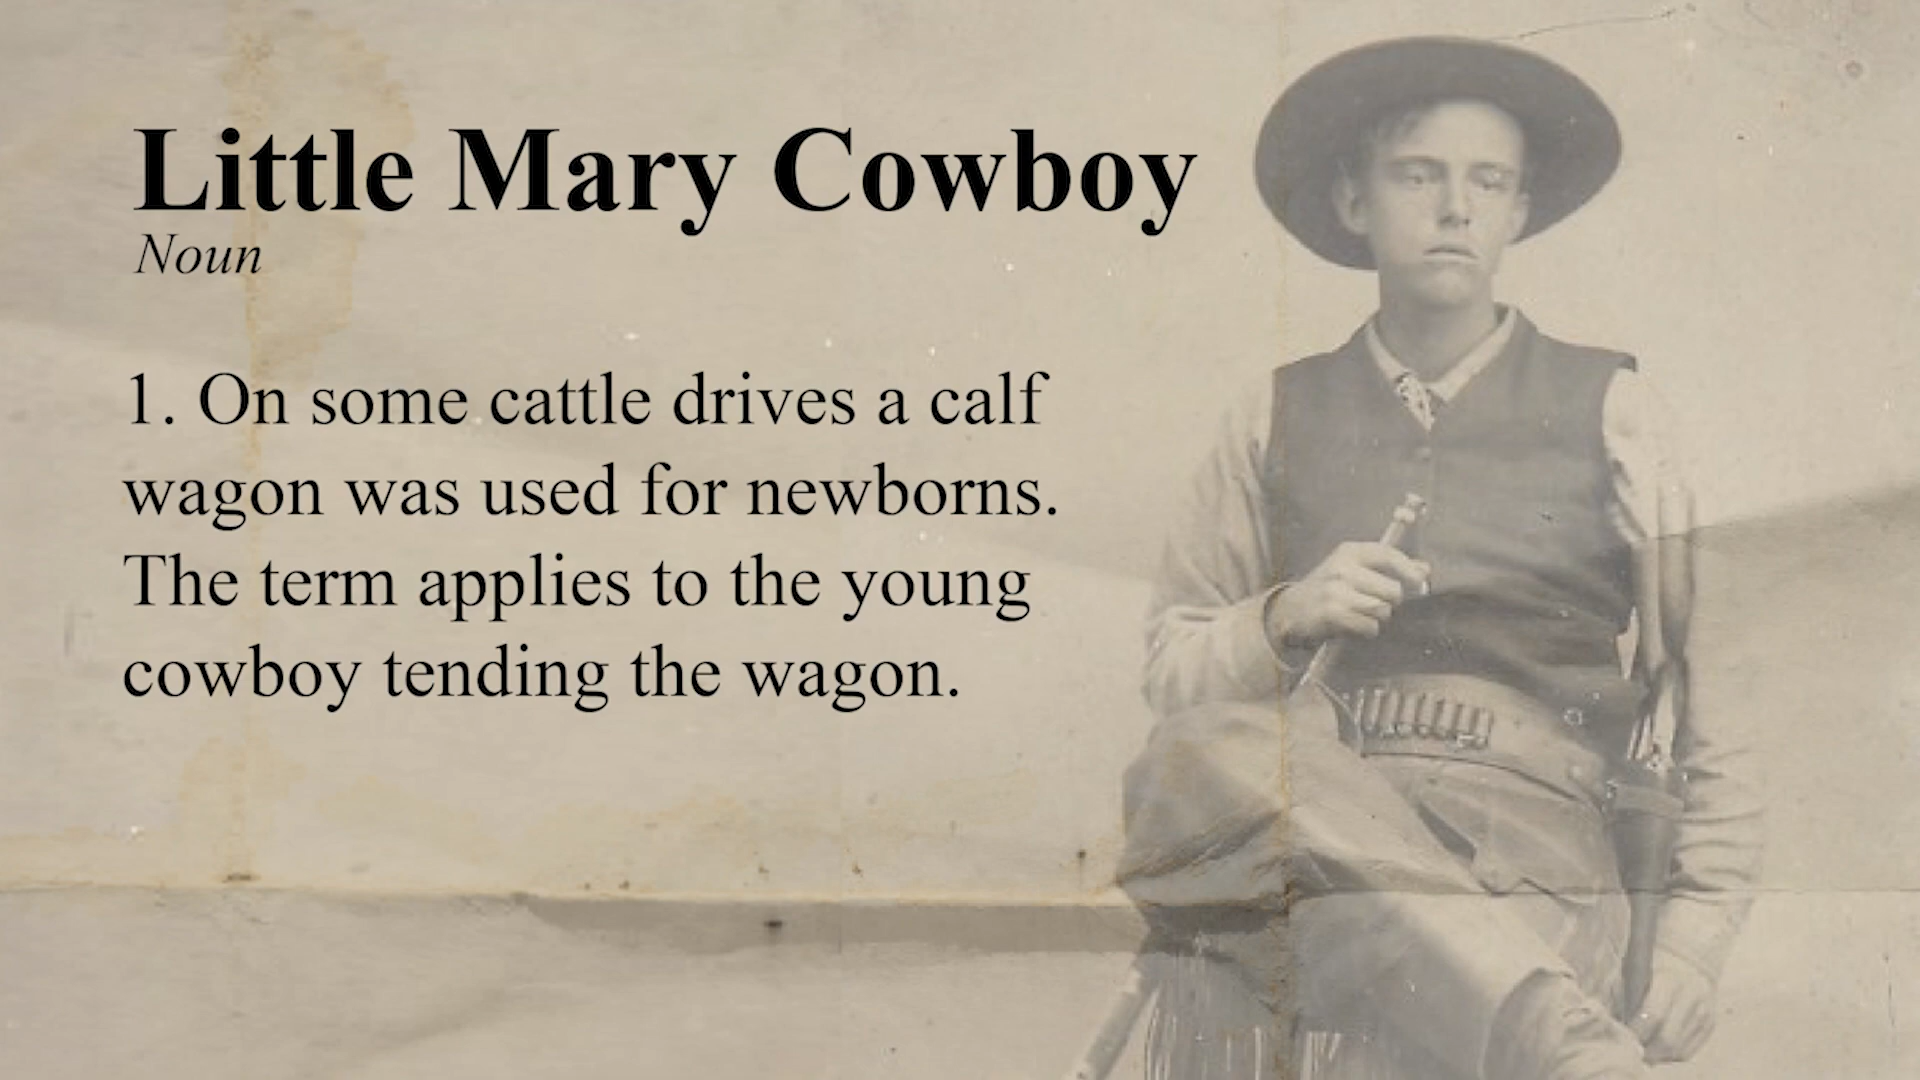 Little Mary Cowboy
Noun
1. On some cattle drives a calf
wagon was used for newborns.
The term applies to the young
cowboy tending the wagon.